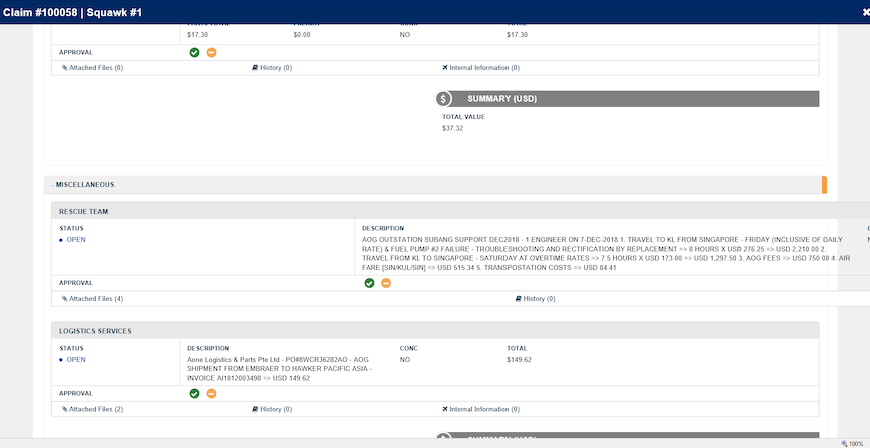 Claim #100058 | Squawk #1
$17.30 $0.00 NO $17.30
APPROVAL
Attached Files (0) History (0) Internal Information (0)
SUMMARY (USD)
TOTAL VALUE
$37.32
- MISCELLANEOUS
RESCUE TEAM
STATUS DESCRIPTION
OPEN AOG OUTSTATION SUBANG SUPPORT DEC2018 - 1 ENGINEER ON 7-DEC-2018 1. TRAVEL TO KL FROM SINGAPORE - FRIDAY (INCLUSIVE OF DAILY
RATE) & FUEL PUMP #2 FAILURE - TROUBLESHOOTING AND RECTIFICATION BY REPLACEMENT => 8 HOURS X USD 276.25 => USD 2,210.00 2.
TRAVEL FROM KL TO SINGAPORE - SATURDAY AT OVERTIME RATES => 7.5 HOURS X USD 173.00 => USD 1,297.50 3. AOG FEES => USD 750.00 4. AIR
FARE [SIN/KUL/SIN] => USD 515.34 5. TRANSPOSTATION COSTS => USD 84.41
APPROVAL
Attached Files (4) History (0)
LOGISTICS SERVICES
STATUS DESCRIPTION CONC TOTAL
OPEN Aone Logistics & Parts Pte Ltd - PO#8WCR36282AO - AOG NO $149.62
SHIPMENT FROM EMBRAER TO HAWKER PACIFIC ASIA -
INVOICE AI1812003498 => USD 149.62
APPROVAL
Attached Files (2) History (0) Internal Information (0)
100%